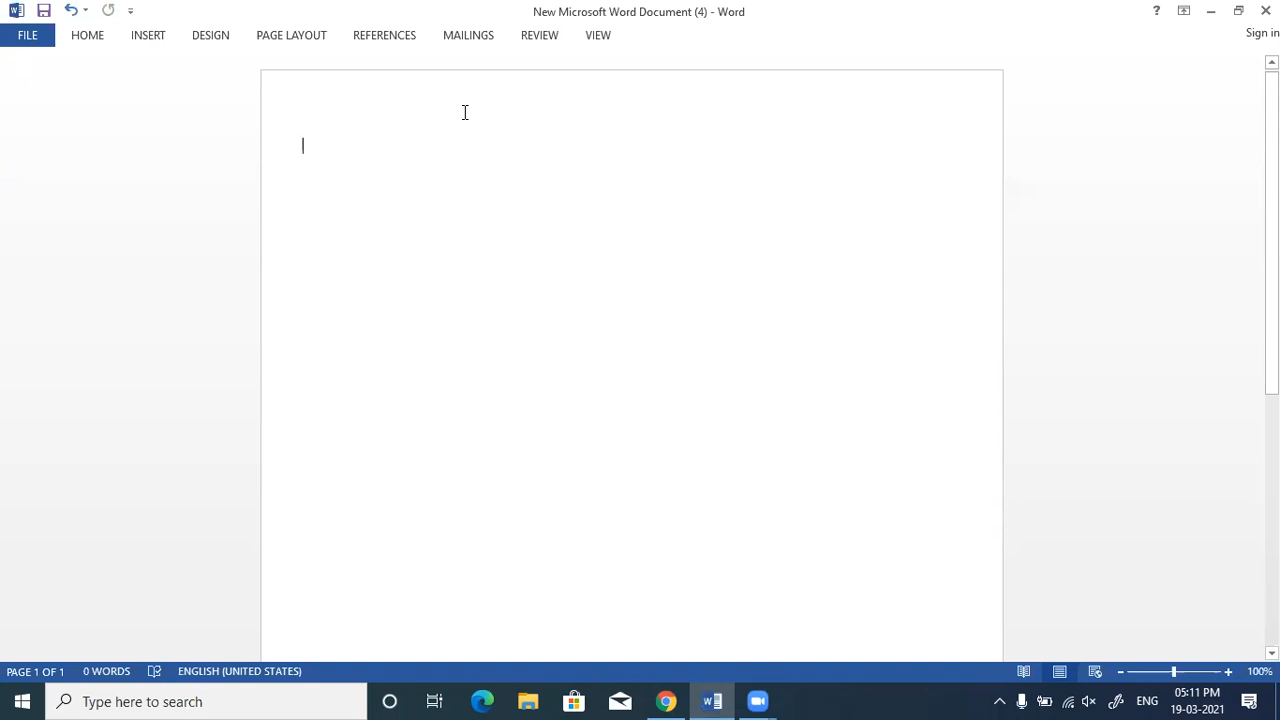 New Microsoft Word Document (4) - Word
?
FILE HOME INSERT DESIGN PAGE LAYOUT REFERENCES MAILINGS REVIEW VIEW
Sign in
PAGE 1 OF 1 0 WORDS ENGLISH (UNITED STATES) 100%
Type here to search
ENG
05:11 PM
19-03-2021